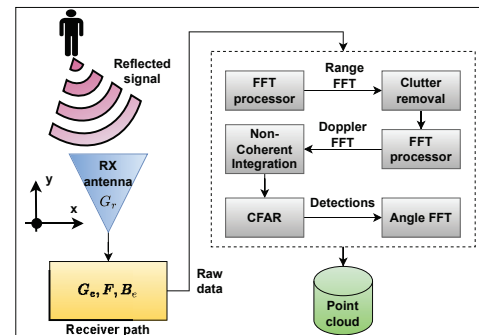 Reflected
signal
RX
antenna
G_r
y
x
G_e, F, B_e
Receiver path
Raw
data
FFT
processor
Range
FFT
Clutter
removal
Non-
Coherent
Integration
Doppler
FFT
FFT
processor
CFAR
Detections
Angle FFT
Point
cloud